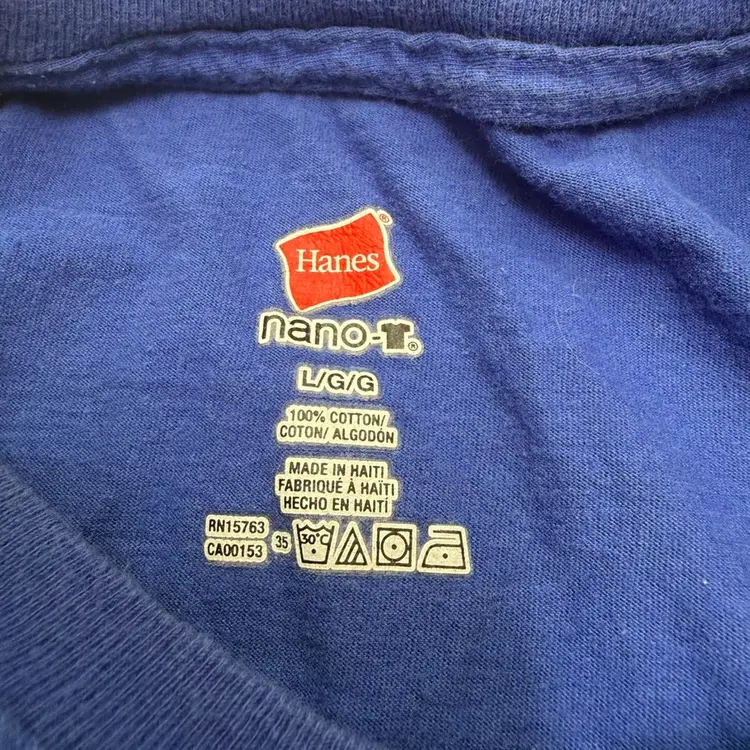 Hanes®
nano-T®
L/G/G
100% COTTON/
COTON/ ALGODÓN
MADE IN HAITI
FABRIQUÉ À HAÏTI
HECHO EN HAITÍ
RN15763
CA00153 35 30°C